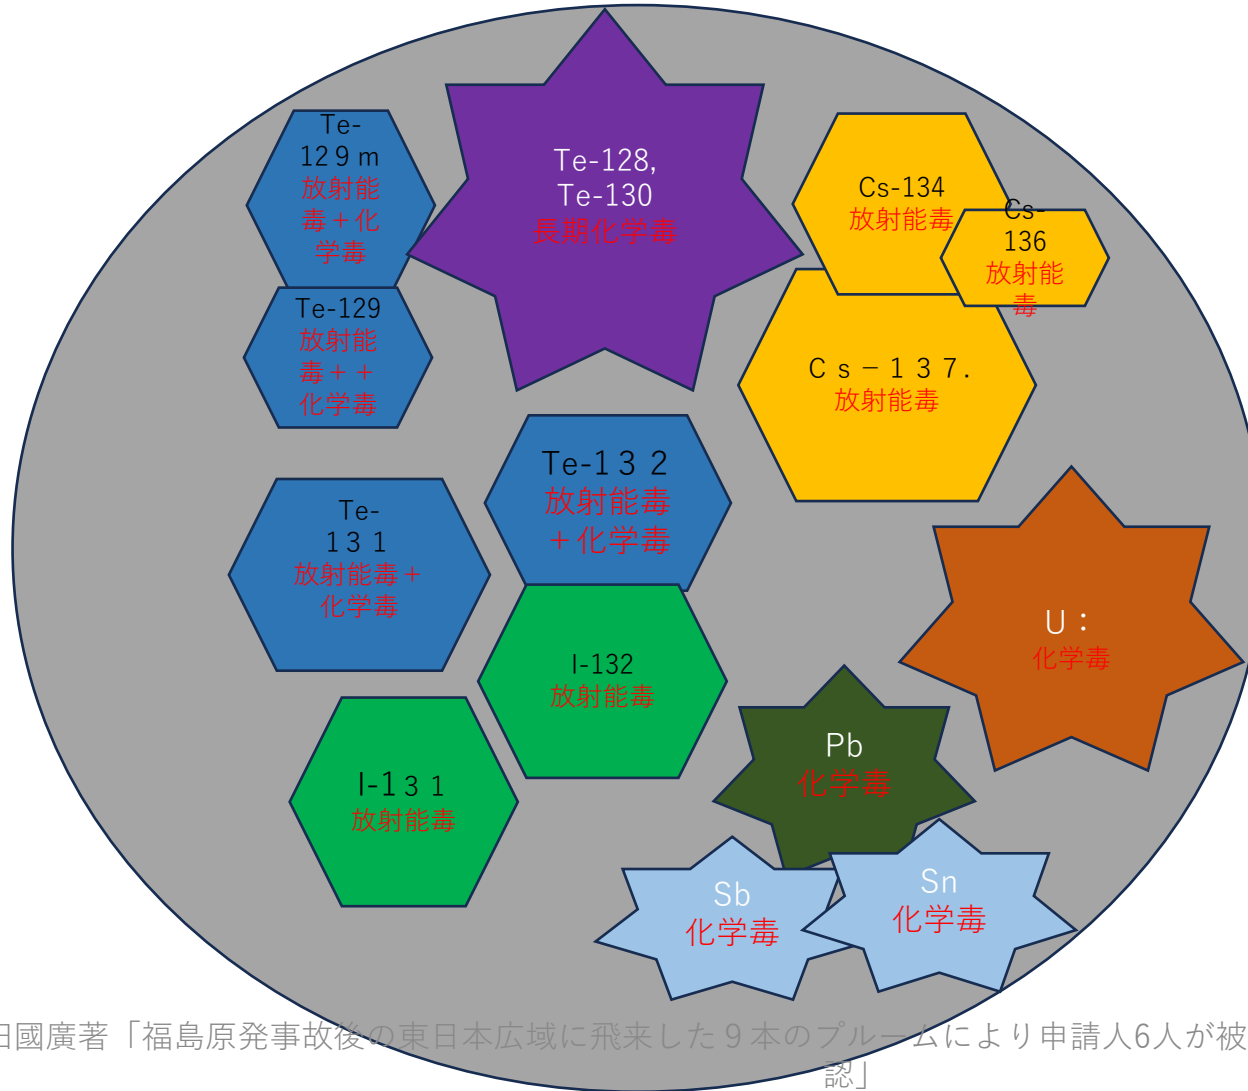 Te-
12９m
放射能
毒＋化
学毒
Te-129
放射能
毒＋＋
化学毒
Te-128,
Te-130
長期化学毒
Cs-134
放射能毒
Cs-
136
放射能
毒
Ｃｓ－１３７.
放射能毒
Te-1３２
放射能毒
＋化学毒
Te-
1３１
放射能毒＋
化学毒
I-132
放射能毒
I-1３１
放射能毒
U：
化学毒
Pb
化学毒
Sb
化学毒
Sn
化学毒
田國廣著「福島原発事故後の東日本広域に飛来した９本のプルームにより申請人6人が被
認」